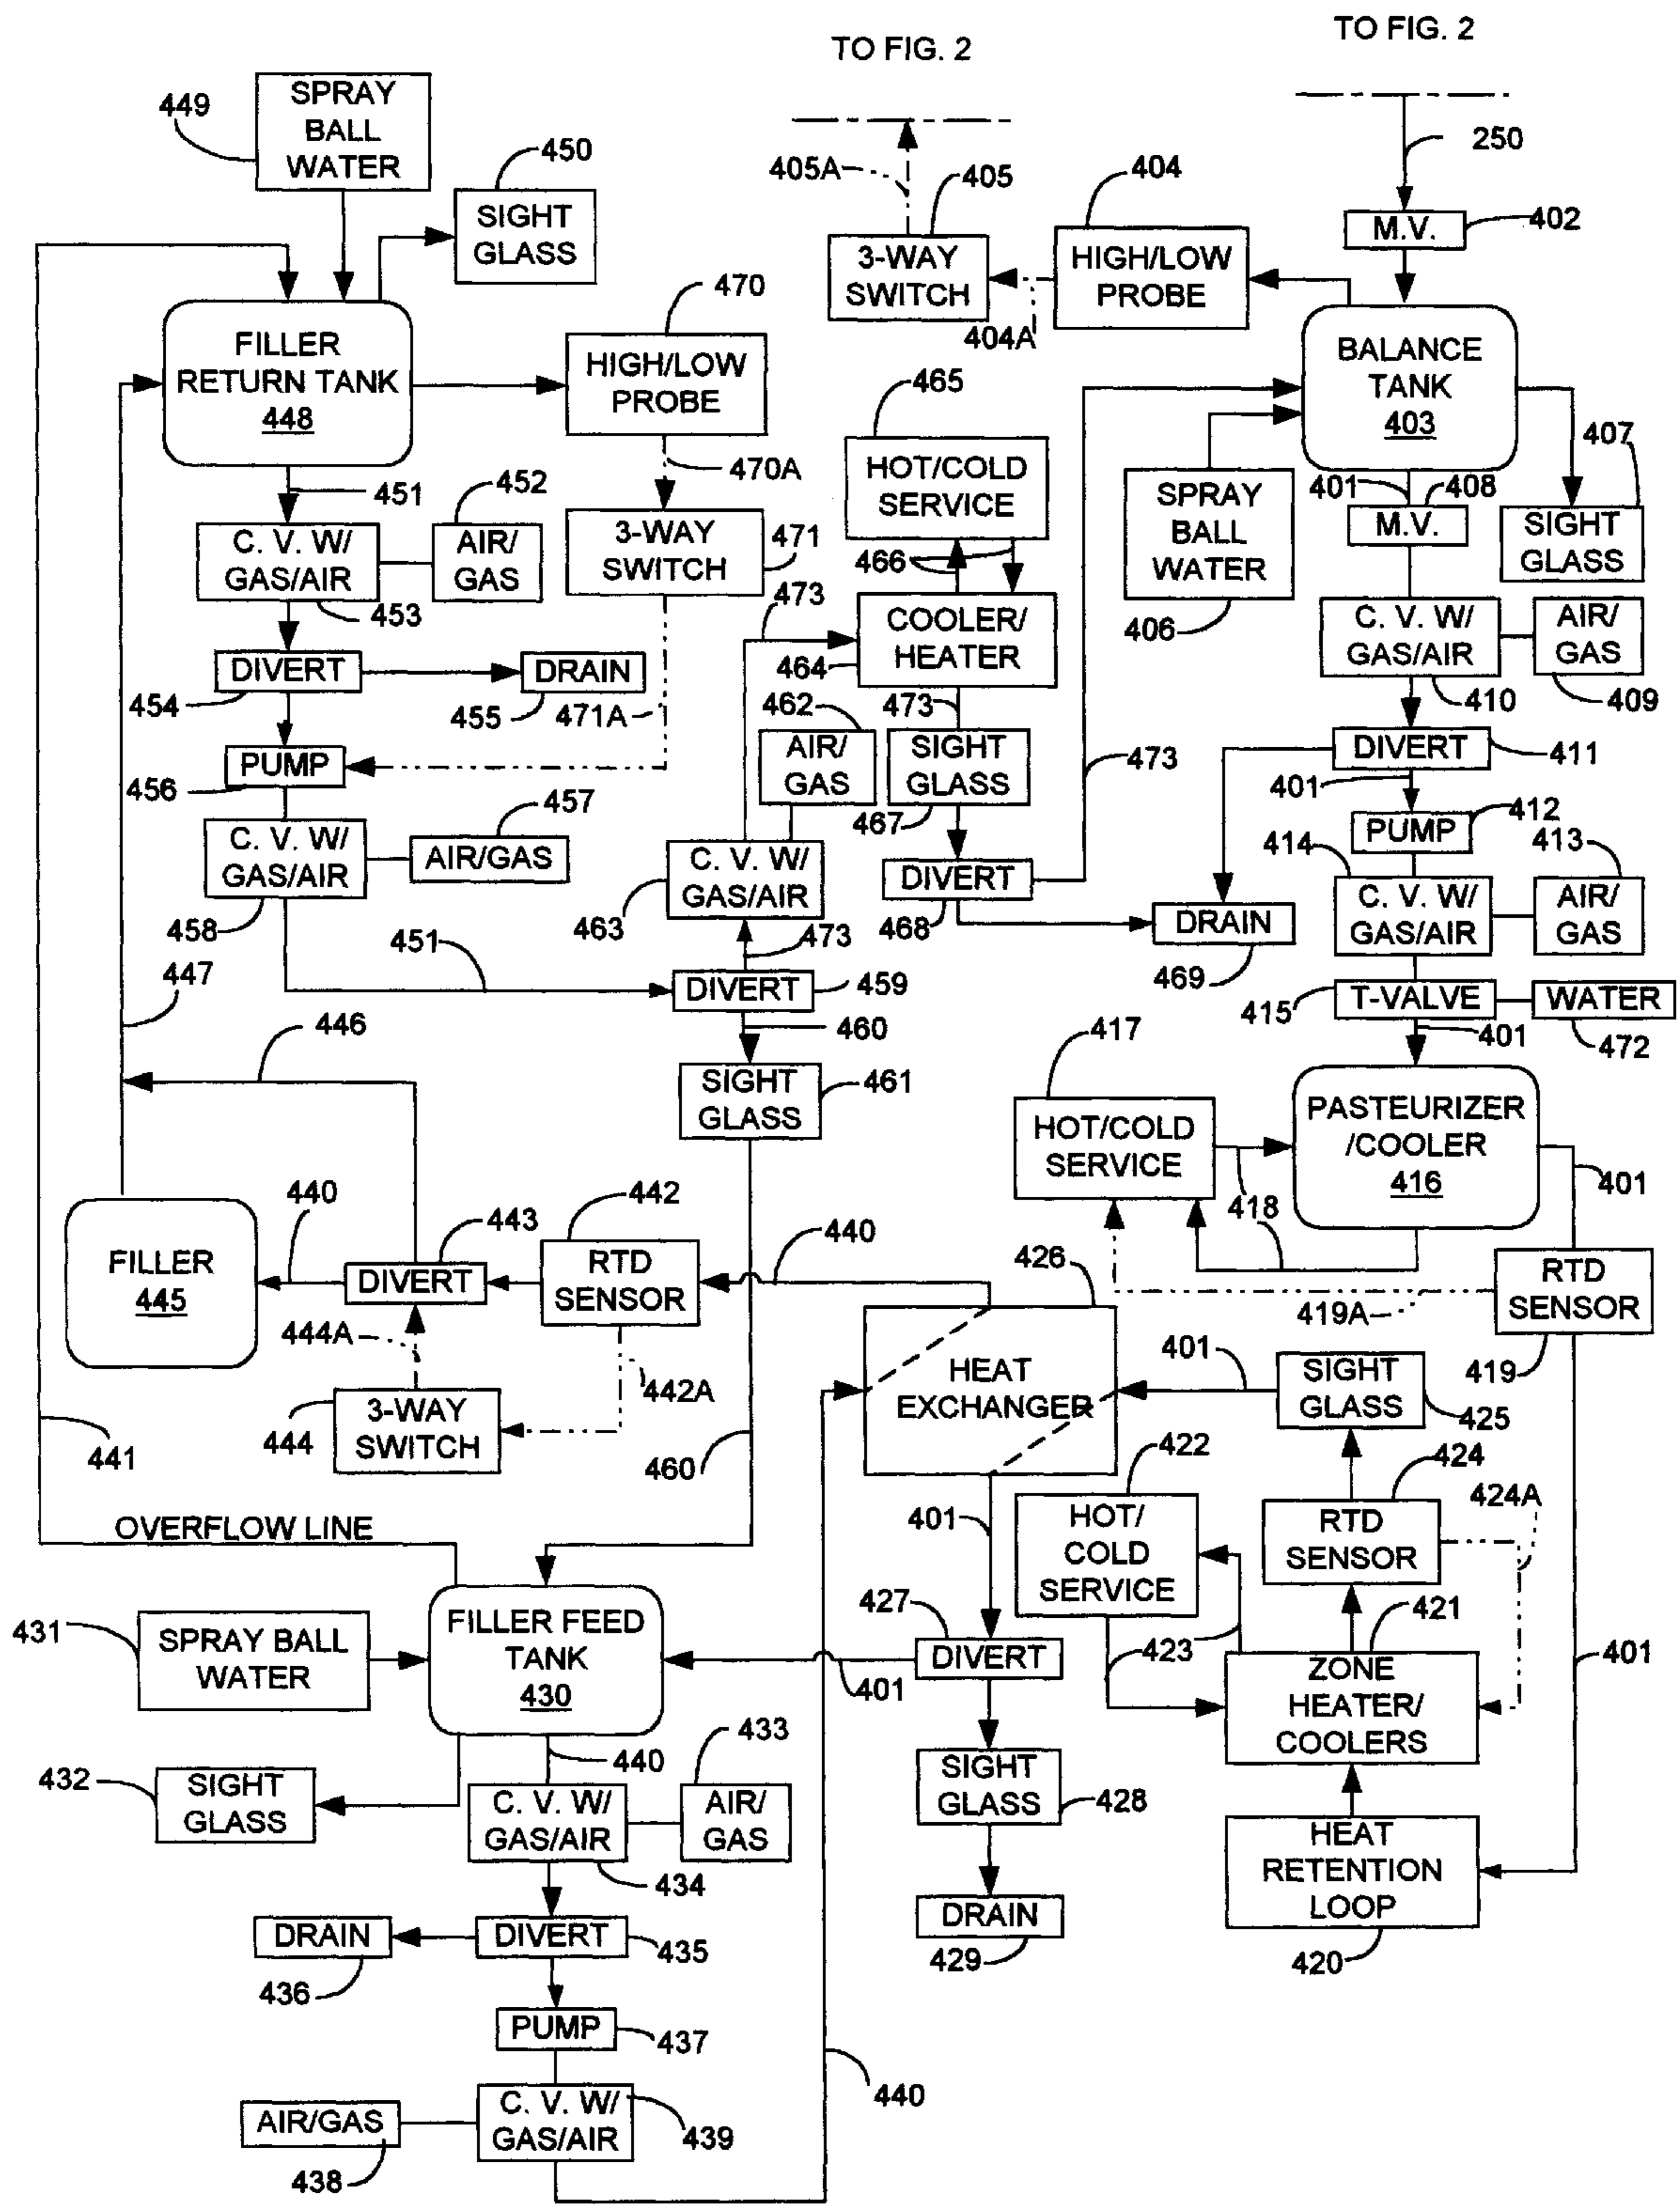 TO FIG. 2
TO FIG. 2
449
SPRAY
BALL
WATER
450
SIGHT
GLASS
405A
405
3-WAY
SWITCH
404
HIGH/LOW
PROBE
404A
250
M.V.
402
FILLER
RETURN TANK
448
470
HIGH/LOW
PROBE
470A
BALANCE
TANK
403
407
SIGHT
GLASS
465
HOT/COLD
SERVICE
466
SPRAY
BALL
WATER
406
401
408
M.V.
451
452
C. V. W/
GAS/AIR
AIR/
GAS
453
3-WAY
SWITCH
471
473
COOLER/
HEATER
464
C. V. W/
GAS/AIR
AIR/
GAS
410
409
DIVERT
454
DRAIN
455
471A
462
473
AIR/
GAS
SIGHT
GLASS
467
473
DIVERT
411
401
PUMP
456
457
C. V. W/
GAS/AIR
AIR/GAS
458
C. V. W/
GAS/AIR
463
DIVERT
468
DRAIN
469
PUMP
412
414
413
C. V. W/
GAS/AIR
AIR/
GAS
451
473
DIVERT
459
460
447
446
T-VALVE
415
WATER
472
401
417
HOT/COLD
SERVICE
418
PASTEURIZER
/COOLER
416
401
SIGHT
GLASS
461
FILLER
445
440
443
DIVERT
442
RTD
SENSOR
440
426
444A
442A
3-WAY
SWITCH
444
441
460
HEAT
EXCHANGER
401
419A
RTD
SENSOR
419
SIGHT
GLASS
425
422
HOT/
COLD
SERVICE
423
424
424A
RTD
SENSOR
421
401
ZONE
HEATER/
COOLERS
401
OVERFLOW LINE
431
SPRAY BALL
WATER
FILLER FEED
TANK
430
427
DIVERT
401
432
SIGHT
GLASS
440
433
C. V. W/
GAS/AIR
AIR/
GAS
434
SIGHT
GLASS
428
HEAT
RETENTION
LOOP
420
DRAIN
429
DRAIN
436
DIVERT
435
PUMP
437
440
AIR/GAS
438
C. V. W/
GAS/AIR
439